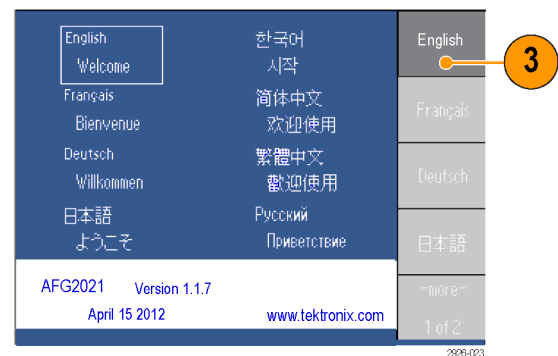 English
Welcome
Français
Bienvenue
Deutsch
Willkommen
日本語
ようこそ
한국어
시작
简体中文
欢迎使用
繁體中文
歡迎使用
Русский
Приветствие
AFG2021 Version 1.1.7
April 15 2012 www.tektronix.com
English
Français
Deutsch
日本語
-more-
1 of 2
3
2926-023